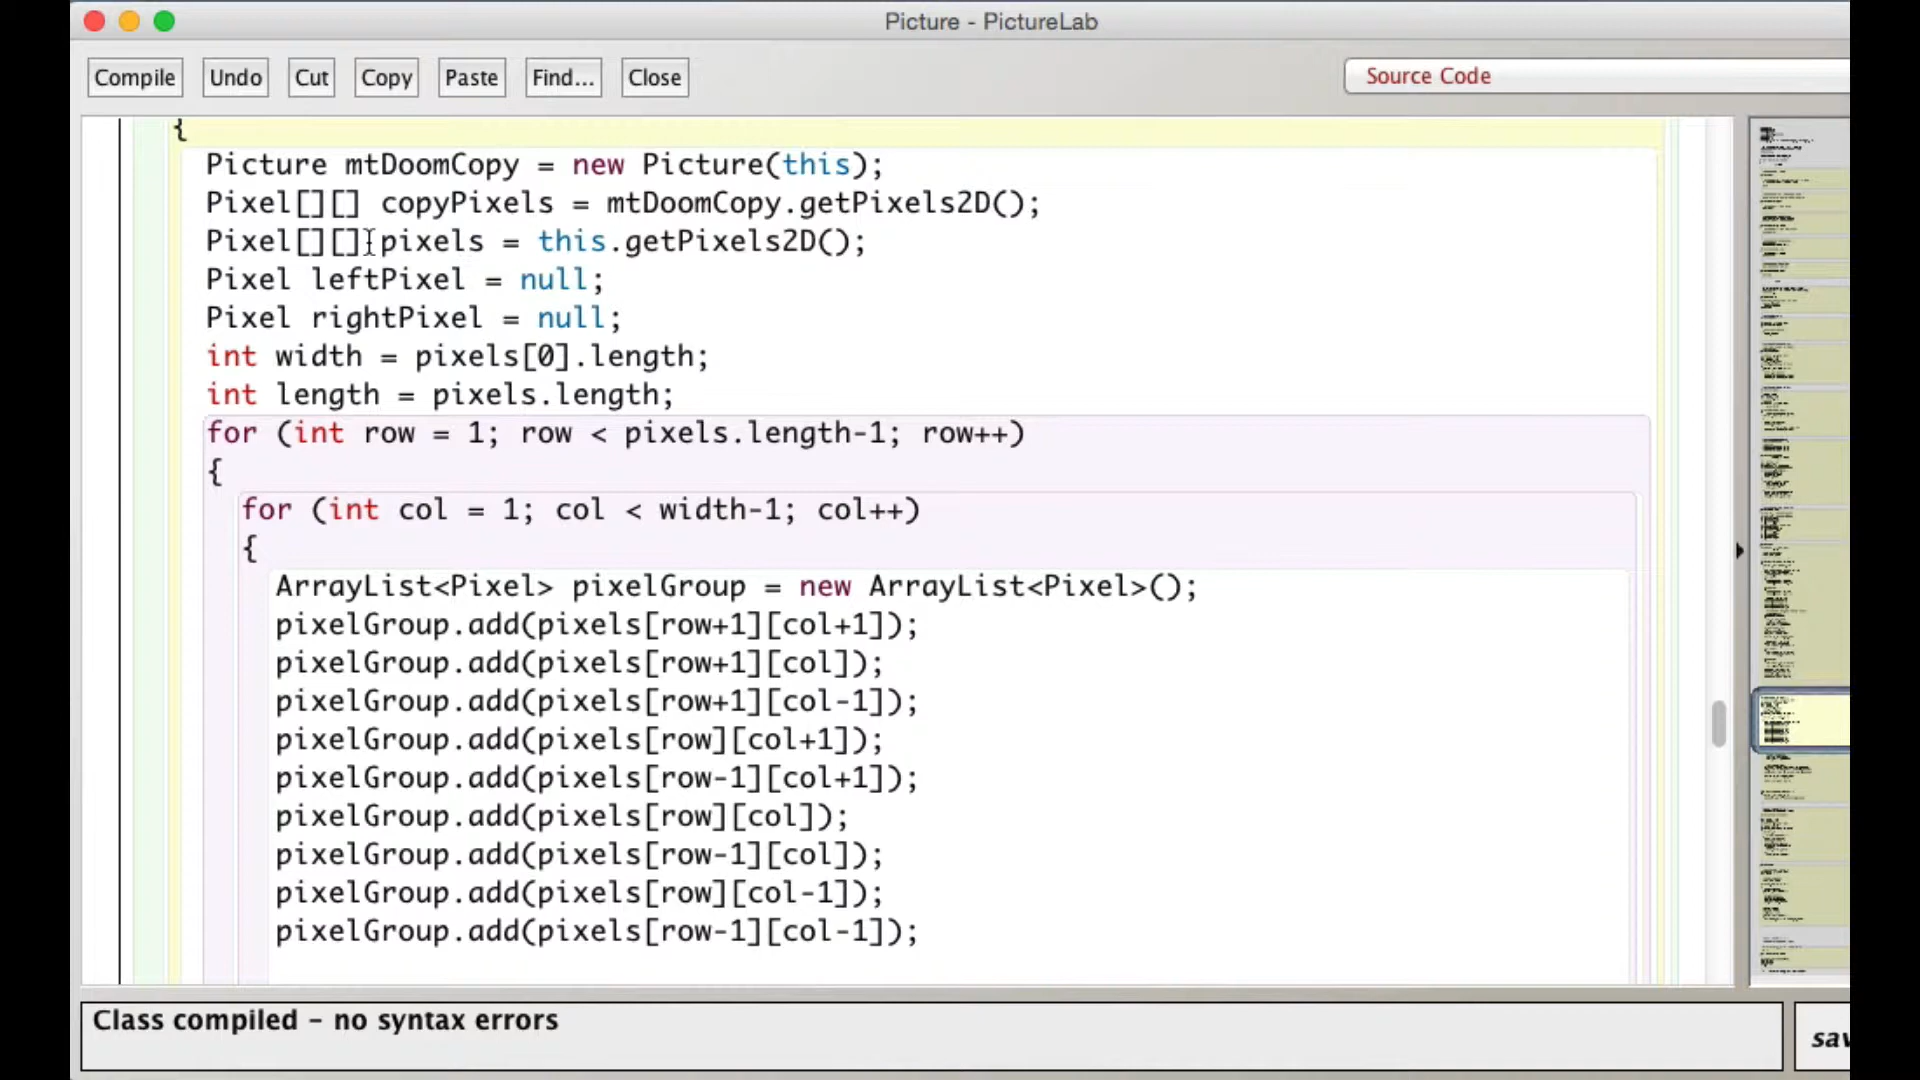 Picture - PictureLab
Compile Undo Cut Copy Paste Find... Close Source Code
{
Picture mtDoomCopy = new Picture(this);
Pixel[][] copyPixels = mtDoomCopy.getPixels2D();
Pixel[][] pixels = this.getPixels2D();
Pixel leftPixel = null;
Pixel rightPixel = null;
int width = pixels[0].length;
int length = pixels.length;
for (int row = 1; row < pixels.length-1; row++)
{
for (int col = 1; col < width-1; col++)
{
ArrayList<Pixel> pixelGroup = new ArrayList<Pixel>();
pixelGroup.add(pixels[row+1][col+1]);
pixelGroup.add(pixels[row+1][col]);
pixelGroup.add(pixels[row+1][col-1]);
pixelGroup.add(pixels[row][col+1]);
pixelGroup.add(pixels[row-1][col+1]);
pixelGroup.add(pixels[row][col]);
pixelGroup.add(pixels[row-1][col]);
pixelGroup.add(pixels[row][col-1]);
pixelGroup.add(pixels[row-1][col-1]);
Class compiled - no syntax errors
sav